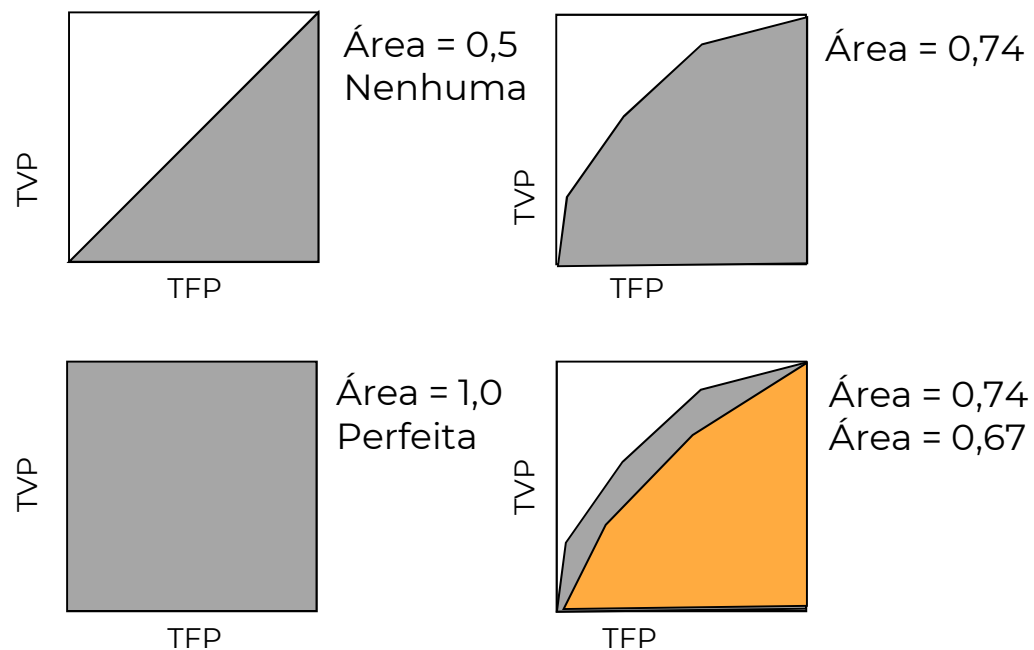 Área = 0,5
Nenhuma
TVP
TFP
Área = 0,74
TVP
TFP
Área = 1,0
Perfeita
TVP
TFP
Área = 0,74
Área = 0,67
TVP
TFP